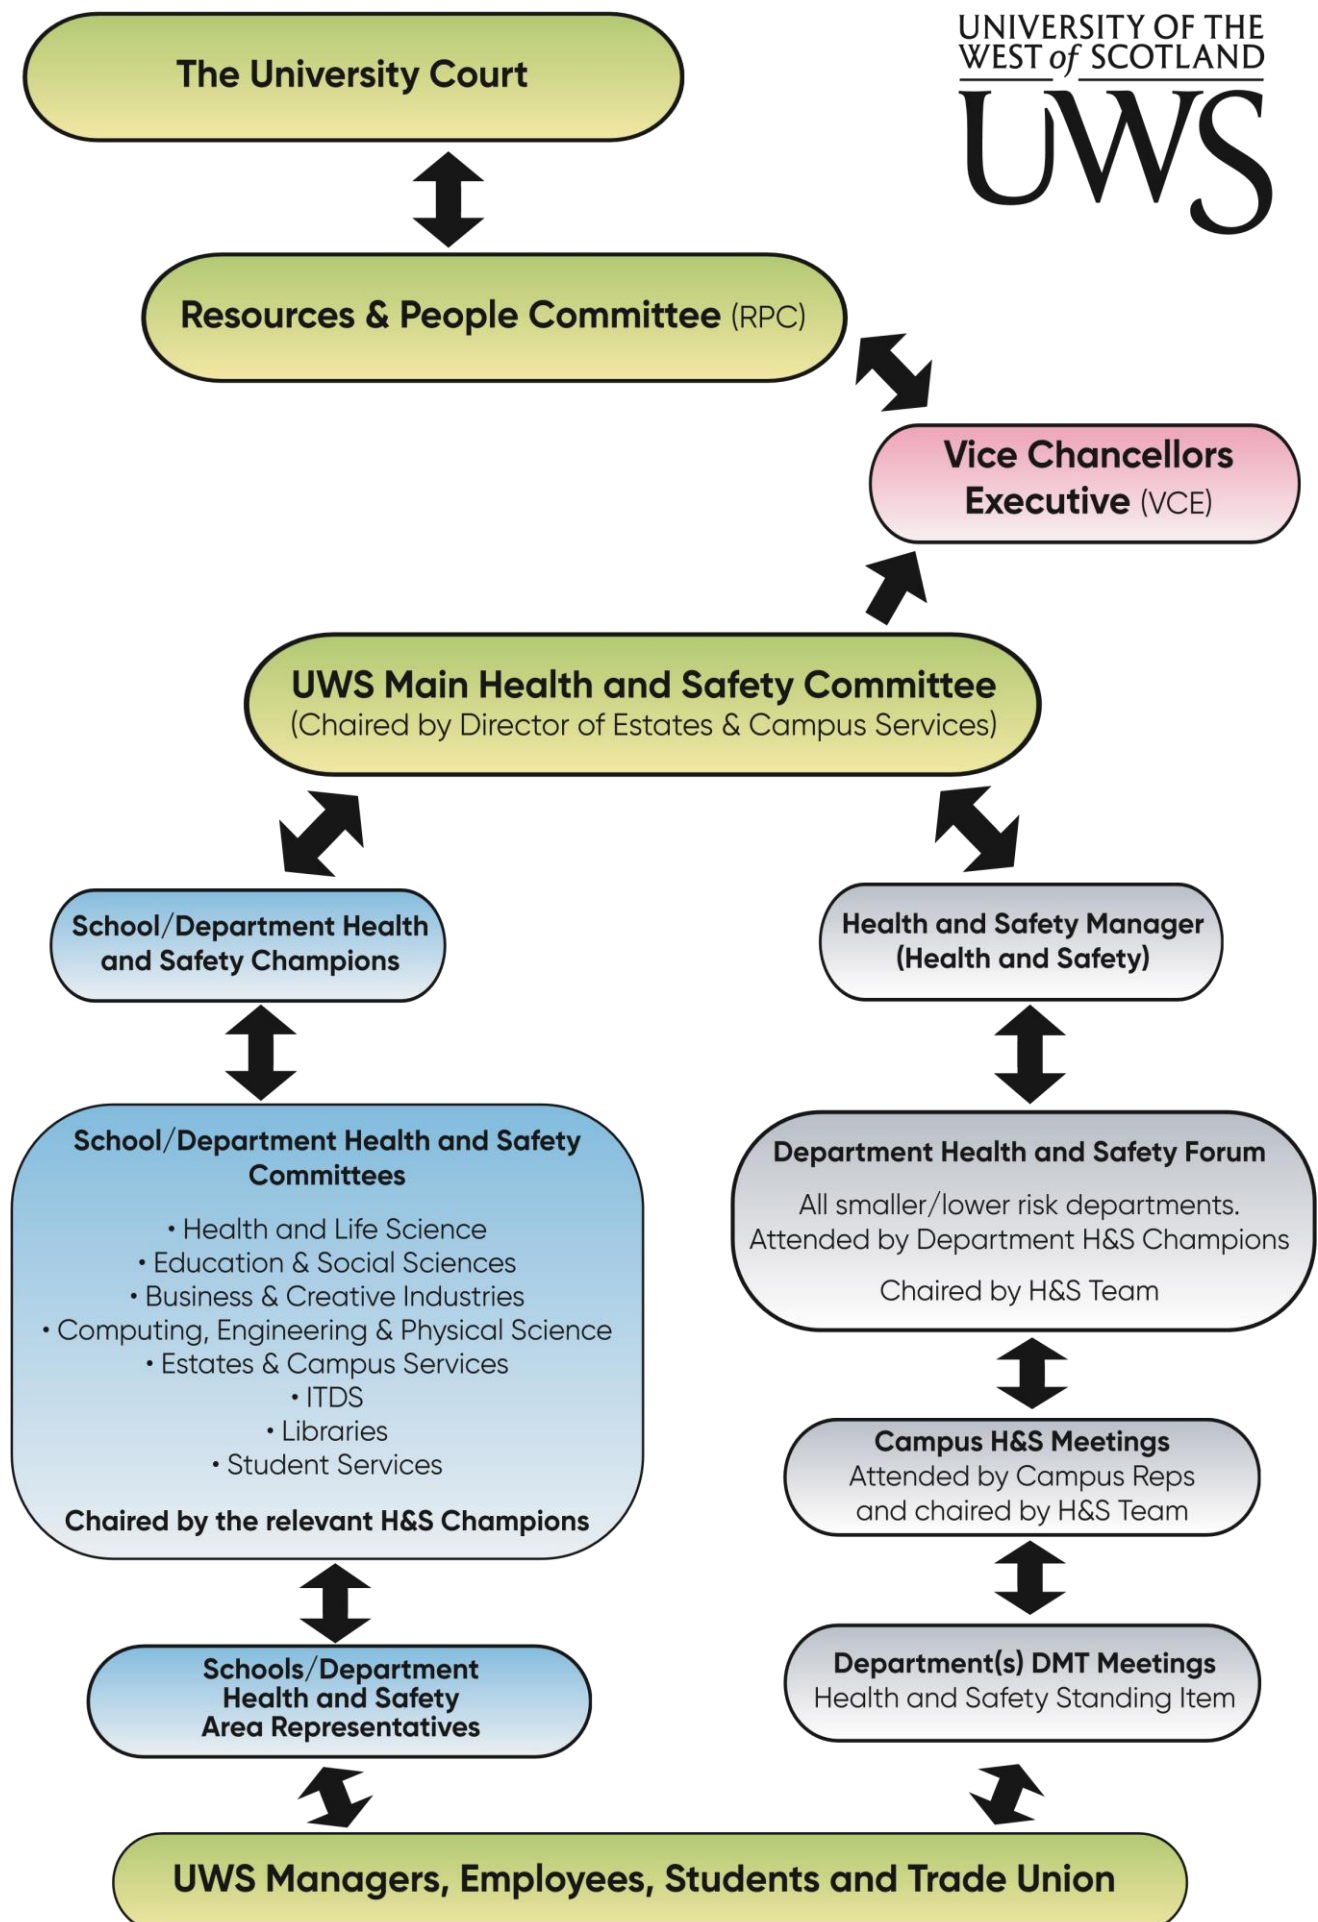 UNIVERSITY OF THE
WEST of SCOTLAND
UWS
The University Court
Resources & People Committee (RPC)
Vice Chancellors
Executive (VCE)
UWS Main Health and Safety Committee
(Chaired by Director of Estates & Campus Services)
School/Department Health
and Safety Champions
School/Department Health and Safety
Committees
• Health and Life Science
• Education & Social Sciences
• Business & Creative Industries
• Computing, Engineering & Physical Science
• Estates & Campus Services
• ITDS
• Libraries
• Student Services
Chaired by the relevant H&S Champions
Schools/Department
Health and Safety
Area Representatives
Health and Safety Manager
(Health and Safety)
Department Health and Safety Forum
All smaller/lower risk departments.
Attended by Department H&S Champions
Chaired by H&S Team
Campus H&S Meetings
Attended by Campus Reps
and chaired by H&S Team
Department(s) DMT Meetings
Health and Safety Standing Item
UWS Managers, Employees, Students and Trade Union